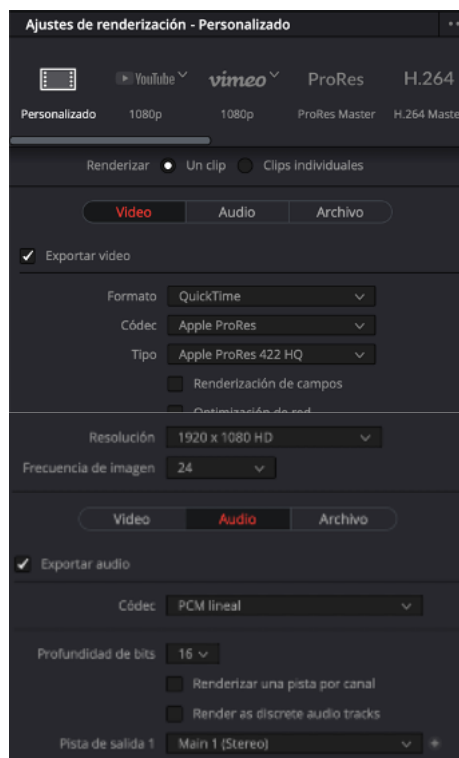 Ajustes de renderización - Personalizado
YouTube vimeo ProRes H.264
Personalizado 1080p 1080p ProRes Master H.264 Maste
Renderizar Un clip Clips individuales
Video Audio Archivo
Exportar video
Formato QuickTime
Códec Apple ProRes
Tipo Apple ProRes 422 HQ
Renderización de campos
Optimización de red
Resolución 1920 x 1080 HD
Frecuencia de imagen 24
Video Audio Archivo
Exportar audio
Códec PCM lineal
Profundidad de bits 16
Renderizar una pista por canal
Render as discrete audio tracks
Pista de salida 1 Main 1 (Stereo)